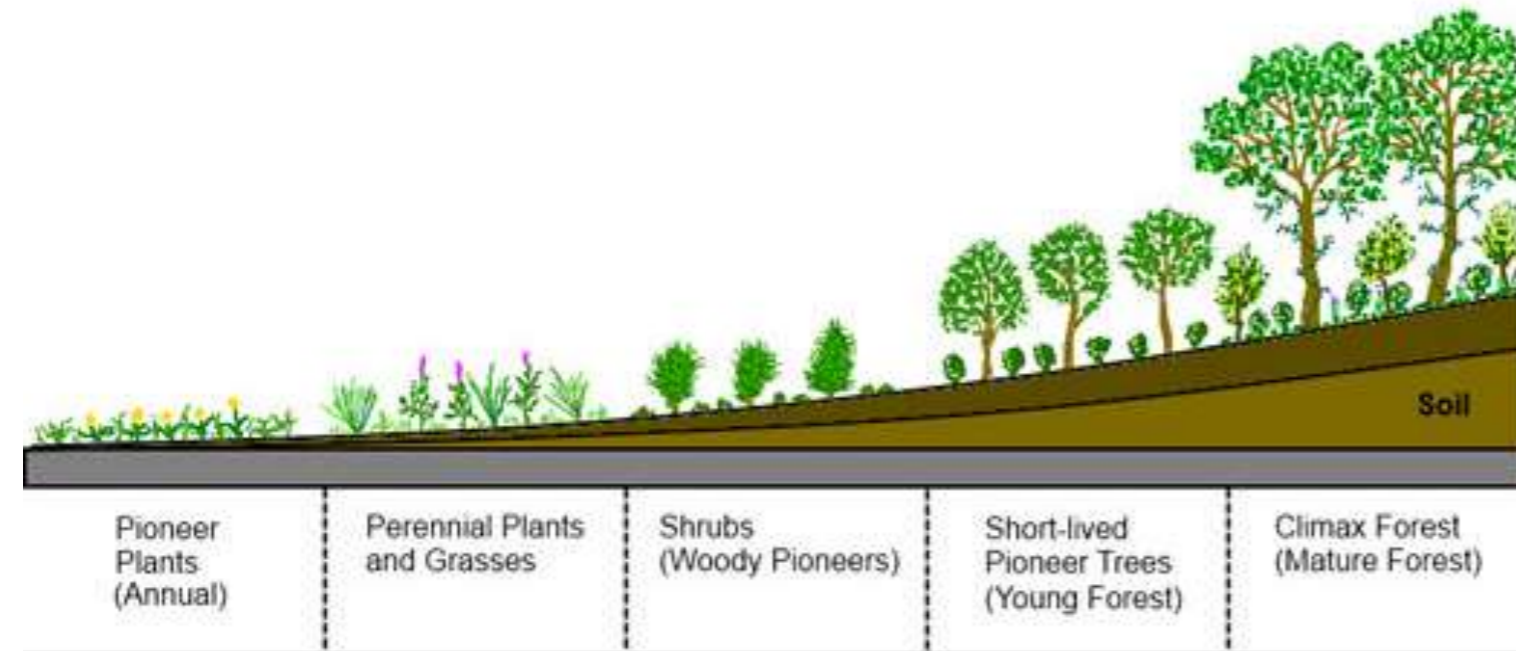 Soil
Pioneer
Plants
(Annual)
Perennial Plants
and Grasses
Shrubs
(Woody Pioneers)
Short-lived
Pioneer Trees
(Young Forest)
Climax Forest
(Mature Forest)